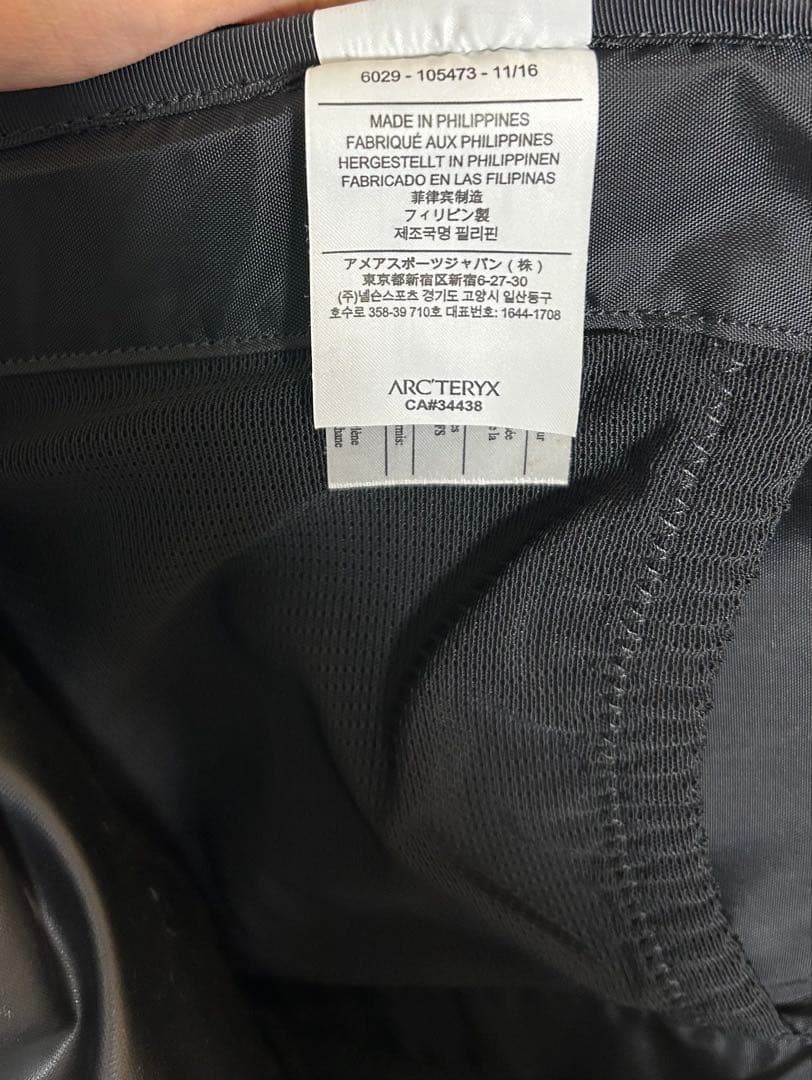 6029 - 105473 - 11/16
MADE IN PHILIPPINES
FABRIQUÉ AUX PHILIPPINES
HERGESTELLT IN PHILIPPINEN
FABRICADO EN LAS FILIPINAS
菲律宾制造
フィリピン製
제조국명 필리핀
アメアスポーツジャパン(株)
東京都新宿区新宿6-27-30
(주)넬슨스포츠 경기도 고양시 일산동구
호수로 358-39 710호 대표번호: 1644-1708
ARC'TERYX
CA#34438